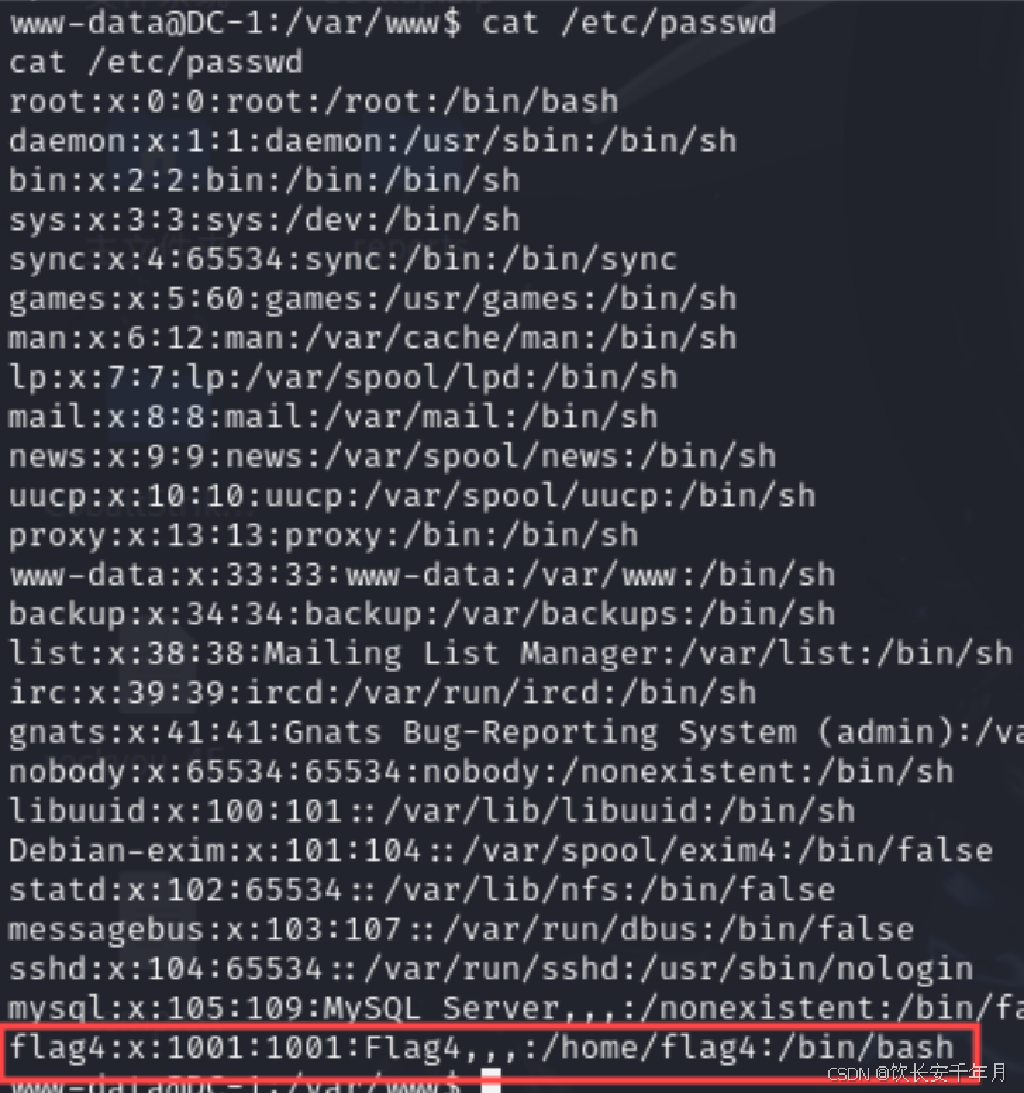 www-data@DC-1:/var/www$ cat /etc/passwd
cat /etc/passwd
root:x:0:0:root:/root:/bin/bash
daemon:x:1:1:daemon:/usr/sbin:/bin/sh
bin:x:2:2:bin:/bin:/bin/sh
sys:x:3:3:sys:/dev:/bin/sh
sync:x:4:65534:sync:/bin:/bin/sync
games:x:5:60:games:/usr/games:/bin/sh
man:x:6:12:man:/var/cache/man:/bin/sh
lp:x:7:7:lp:/var/spool/lpd:/bin/sh
mail:x:8:8:mail:/var/mail:/bin/sh
news:x:9:9:news:/var/spool/news:/bin/sh
uucp:x:10:10:uucp:/var/spool/uucp:/bin/sh
proxy:x:13:13:proxy:/bin:/bin/sh
www-data:x:33:33:www-data:/var/www:/bin/sh
backup:x:34:34:backup:/var/backups:/bin/sh
list:x:38:38:Mailing List Manager:/var/list:/bin/sh
irc:x:39:39:ircd:/var/run/ircd:/bin/sh
gnats:x:41:41:Gnats Bug-Reporting System (admin):/va
nobody:x:65534:65534:nobody:/nonexistent:/bin/sh
libuuid:x:100:101::/var/lib/libuuid:/bin/sh
Debian-exim:x:101:104::/var/spool/exim4:/bin/false
statd:x:102:65534::/var/lib/nfs:/bin/false
messagebus:x:103:107::/var/run/dbus:/bin/false
sshd:x:104:65534::/var/run/sshd:/usr/sbin/nologin
mysql:x:105:109:MySQL Server,,,:/nonexistent:/bin/fa
flag4:x:1001:1001:Flag4,,,:/home/flag4:/bin/bash
www-data@DC-1:/var/www$
CSDN @饮长安千年月